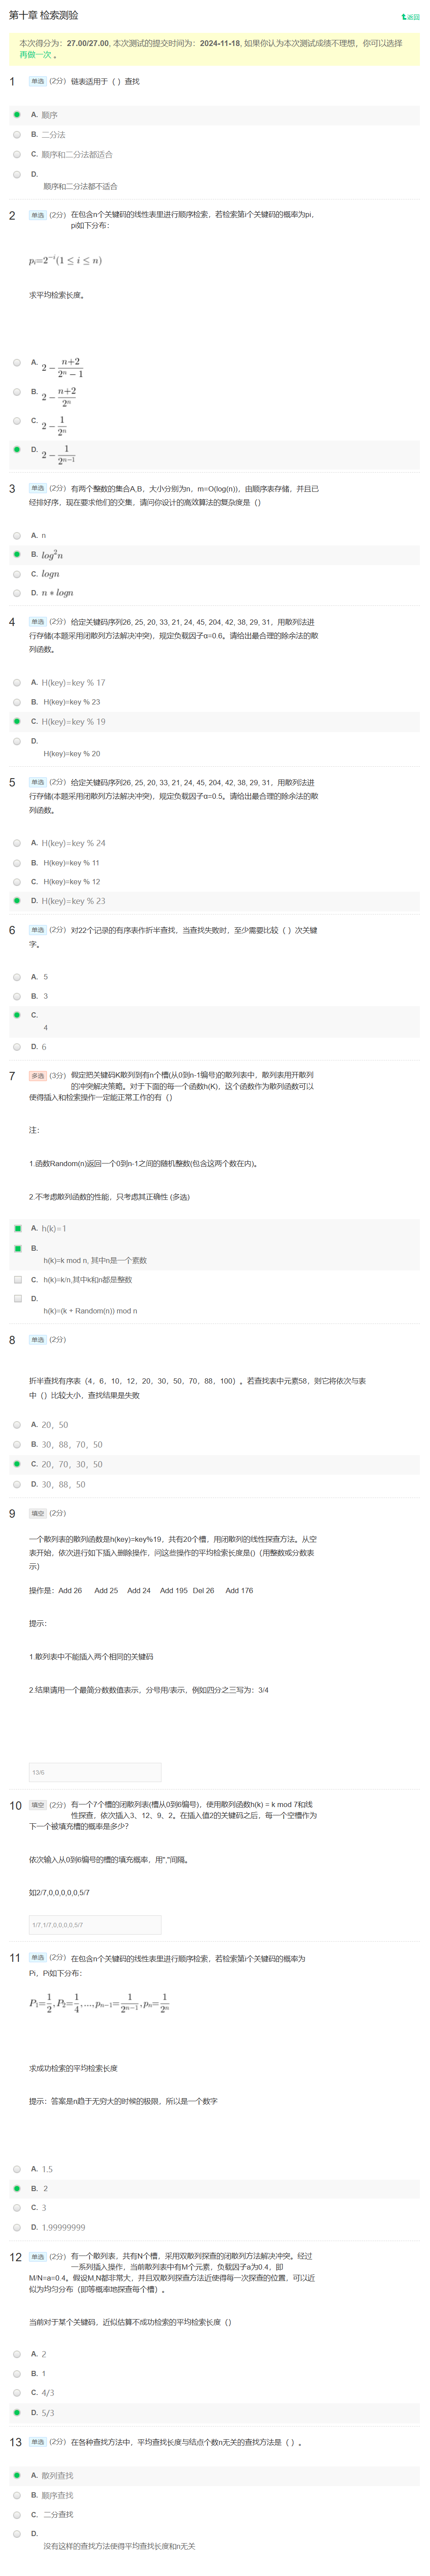 第十章 检索测验
返回
本次得分为：27.00/27.00, 本次测试的提交时间为：2024-11-18, 如果你认为本次测试成绩不理想，你可以选择
再做一次 。
1 单选 (2分) 链表适用于（ ）查找
A. 顺序
B. 二分法
C. 顺序和二分法都适合
D.
顺序和二分法都不适合
2 单选 (2分) 在包含n个关键码的线性表里进行顺序检索，若检索第i个关键码的概率为pi，
pi如下分布：
p_i=2^{-i}(1 ≤ i ≤ n)
求平均检索长度。
A. 2 − (n+2)/(2^n − 1)
B. 2 − (n+2)/2^n
C. 2 − 1/2^n
D. 2 − 1/2^{n−1}
3 单选 (2分) 有两个整数的集合A,B，大小分别为n，m=O(log(n))，由顺序表存储，并且已
经排好序，现在要求他们的交集，请问你设计的高效算法的复杂度是（）
A. n
B. log^2n
C. logn
D. n * logn
4 单选 (2分) 给定关键码序列26, 25, 20, 33, 21, 24, 45, 204, 42, 38, 29, 31，用散列法进
行存储(本题采用闭散列方法解决冲突)，规定负载因子α=0.6。请给出最合理的除余法的散
列函数。
A. H(key)=key % 17
B. H(key)=key % 23
C. H(key)=key % 19
D.
H(key)=key % 20
5 单选 (2分) 给定关键码序列26, 25, 20, 33, 21, 24, 45, 204, 42, 38, 29, 31，用散列法进
行存储(本题采用闭散列方法解决冲突)，规定负载因子α=0.5。请给出最合理的除余法的散
列函数。
A. H(key)=key % 24
B. H(key)=key % 11
C. H(key)=key % 12
D. H(key)=key % 23
6 单选 (2分) 对22个记录的有序表作折半查找，当查找失败时，至少需要比较（ ）次关键
字。
A. 5
B. 3
C.
4
D. 6
7 多选 (3分) 假定把关键码K散列到有n个槽(从0到n-1编号)的散列表中，散列表用开散列
的冲突解决策略。对于下面的每一个函数h(K)，这个函数作为散列函数可以
使得插入和检索操作一定能正常工作的有（）
注：
1.函数Random(n)返回一个0到n-1之间的随机整数(包含这两个数在内)。
2.不考虑散列函数的性能，只考虑其正确性 (多选)
A. h(k)=1
B.
h(k)=k mod n, 其中n是一个素数
C. h(k)=k/n,其中k和n都是整数
D.
h(k)=(k + Random(n)) mod n
8 单选 (2分)
折半查找有序表（4，6，10，12，20，30，50，70，88，100）。若查找表中元素58，则它将依次与表
中（）比较大小，查找结果是失败
A. 20，50
B. 30，88，70，50
C. 20，70，30，50
D. 30，88，50
9 填空 (2分)
一个散列表的散列函数是h(key)=key%19，共有20个槽，用闭散列的线性探查方法。从空
表开始，依次进行如下插入删除操作，问这些操作的平均检索长度是()（用整数或分数表
示）
操作是：Add 26 Add 25 Add 24 Add 195 Del 26 Add 176
提示：
1.散列表中不能插入两个相同的关键码
2.结果请用一个最简分数数值表示，分号用/表示，例如四分之三写为：3/4
13/6
10 填空 (2分) 有一个7个槽的闭散列表(槽从0到6编号)，使用散列函数h(k) = k mod 7和线
性探查，依次插入3，12，9，2。在插入值2的关键码之后，每一个空槽作为
下一个被填充槽的概率是多少？
依次输入从0到6编号的槽的填充概率，用","间隔。
如2/7,0,0,0,0,0,5/7
1/7,1/7,0,0,0,0,5/7
11 单选 (2分) 在包含n个关键码的线性表里进行顺序检索，若检索第i个关键码的概率为
Pi，Pi如下分布：
P_1=1/2, P_2=1/4, ..., p_{n−1}=1/2^{n−1}, p_n=1/2^n
求成功检索的平均检索长度
提示：答案是n趋于无穷大的时候的极限，所以是一个数字
A. 1.5
B. 2
C. 3
D. 1.99999999
12 单选 (2分) 有一个散列表，共有N个槽，采用双散列探查的闭散列方法解决冲突。经过
一系列插入操作，当前散列表中有M个元素，负载因子a为0.4，即
M/N=a=0.4。假设M,N都非常大，并且双散列探查方法近使得每一次探查的位置，可以近
似为均匀分布（即等概率地探查每个槽）。
当前对于某个关键码，近似估算不成功检索的平均检索长度（）
A. 2
B. 1
C. 4/3
D. 5/3
13 单选 (2分) 在各种查找方法中，平均查找长度与结点个数n无关的查找方法是（ ）。
A. 散列查找
B. 顺序查找
C. 二分查找
D.
没有这样的查找方法使得平均查找长度和n无关